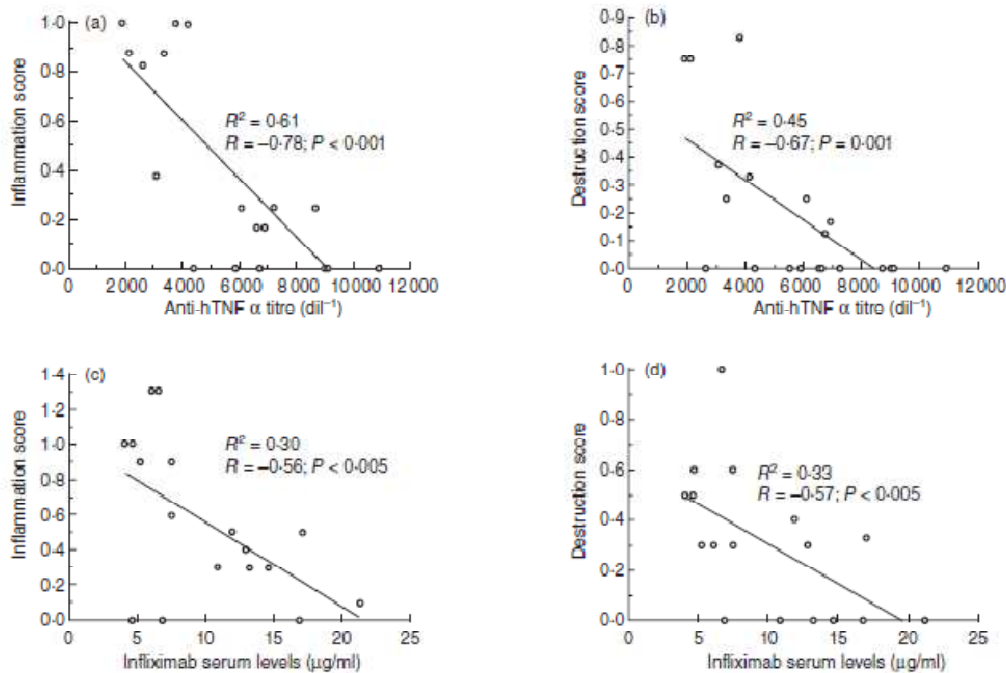 (a)
Inflammation score
1·0
0·8
0·6
0·4
0·2
0·0
R² = 0·61
R = –0·78; P < 0·001
0 2000 4000 6000 8000 10000 12000
Anti-hTNF α titre (dil⁻¹)
(b)
Destruction score
0·9
0·8
0·7
0·6
0·5
0·4
0·3
0·2
0·1
0·0
R² = 0·45
R = –0·67; P = 0·001
0 2000 4000 6000 8000 10000 12000
Anti-hTNF α titre (dil⁻¹)
(c)
Inflammation score
1·4
1·2
1·0
0·8
0·6
0·4
0·2
0·0
R² = 0·30
R = –0·56; P < 0·005
0 5 10 15 20 25
Infliximab serum levels (μg/ml)
(d)
Destruction score
1·0
0·8
0·6
0·4
0·2
0·0
R² = 0·33
R = –0·57; P < 0·005
0 5 10 15 20 25
Infliximab serum levels (μg/ml)